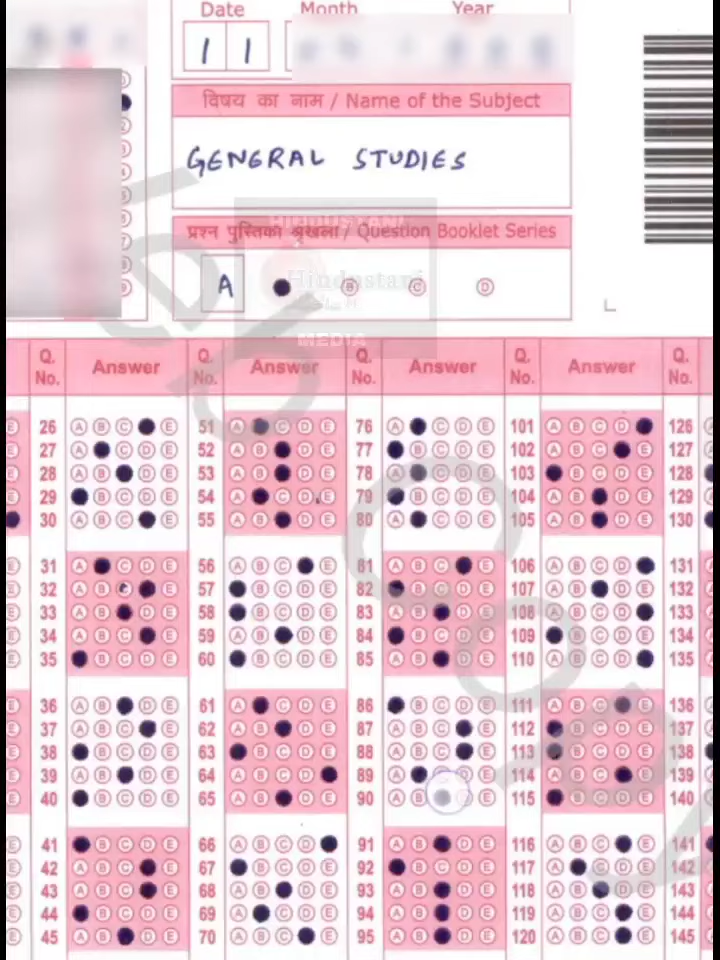 Date Month Year
1 1
विषय का नाम / Name of the Subject
GENERAL STUDIES
HINDUSTANI
प्रश्न पुस्तिका श्रृंखला / Question Booklet Series
A B C D
Hindustani
MEDIA
Q. No. Answer Q. No. Answer Q. No. Answer Q. No. Answer Q. No.
E 26 A B C E 51 A C D E 76 A C D E 101 A B C D 126
E 27 A C D E 52 A B D E 77 B C D E 102 A B C E 127
E 28 A B D E 53 A B D E 78 A C D E 103 B C D E 128
E 29 B C D E 54 A C D E 79 B C D E 104 A B D E 129
30 A B C E 55 A B D E 80 A C D E 105 A B D E 130
E 31 A C D E 56 A B C E 81 A B C E 106 A B C D 131
E 32 A B C E 57 B C D E 82 B C D E 107 A B D E 132
E 33 A B D E 58 B C D E 83 A B D E 108 A B C D 133
E 34 A B C E 59 A B D E 84 B C D E 109 B C D E 134
E 35 B C D E 60 B C D E 85 A B D E 110 A B C D 135
E 36 A B D E 61 A C D E 86 B C D E 111 A B C E 136
E 37 A B C E 62 A B D E 87 A B C E 112 B C D E 137
E 38 B C D E 63 B C D E 88 A B C E 113 B C D E 138
E 39 A B D E 64 A B C D 89 A C D E 114 A B C E 139
E 40 B C D E 65 A B D E 90 A B D E 115 B C D E 140
E 41 B C D E 66 A B C D 91 A B D E 116 A B C E 141
E 42 A B C E 67 B C D E 92 B C D E 117 A C D E 142
E 43 A B C E 68 A B D E 93 A B D E 118 A B D E 143
E 44 B C D E 69 A C D E 94 A B D E 119 A B C E 144
E 45 A B D E 70 A B C E 95 A B D E 120 A B C E 145